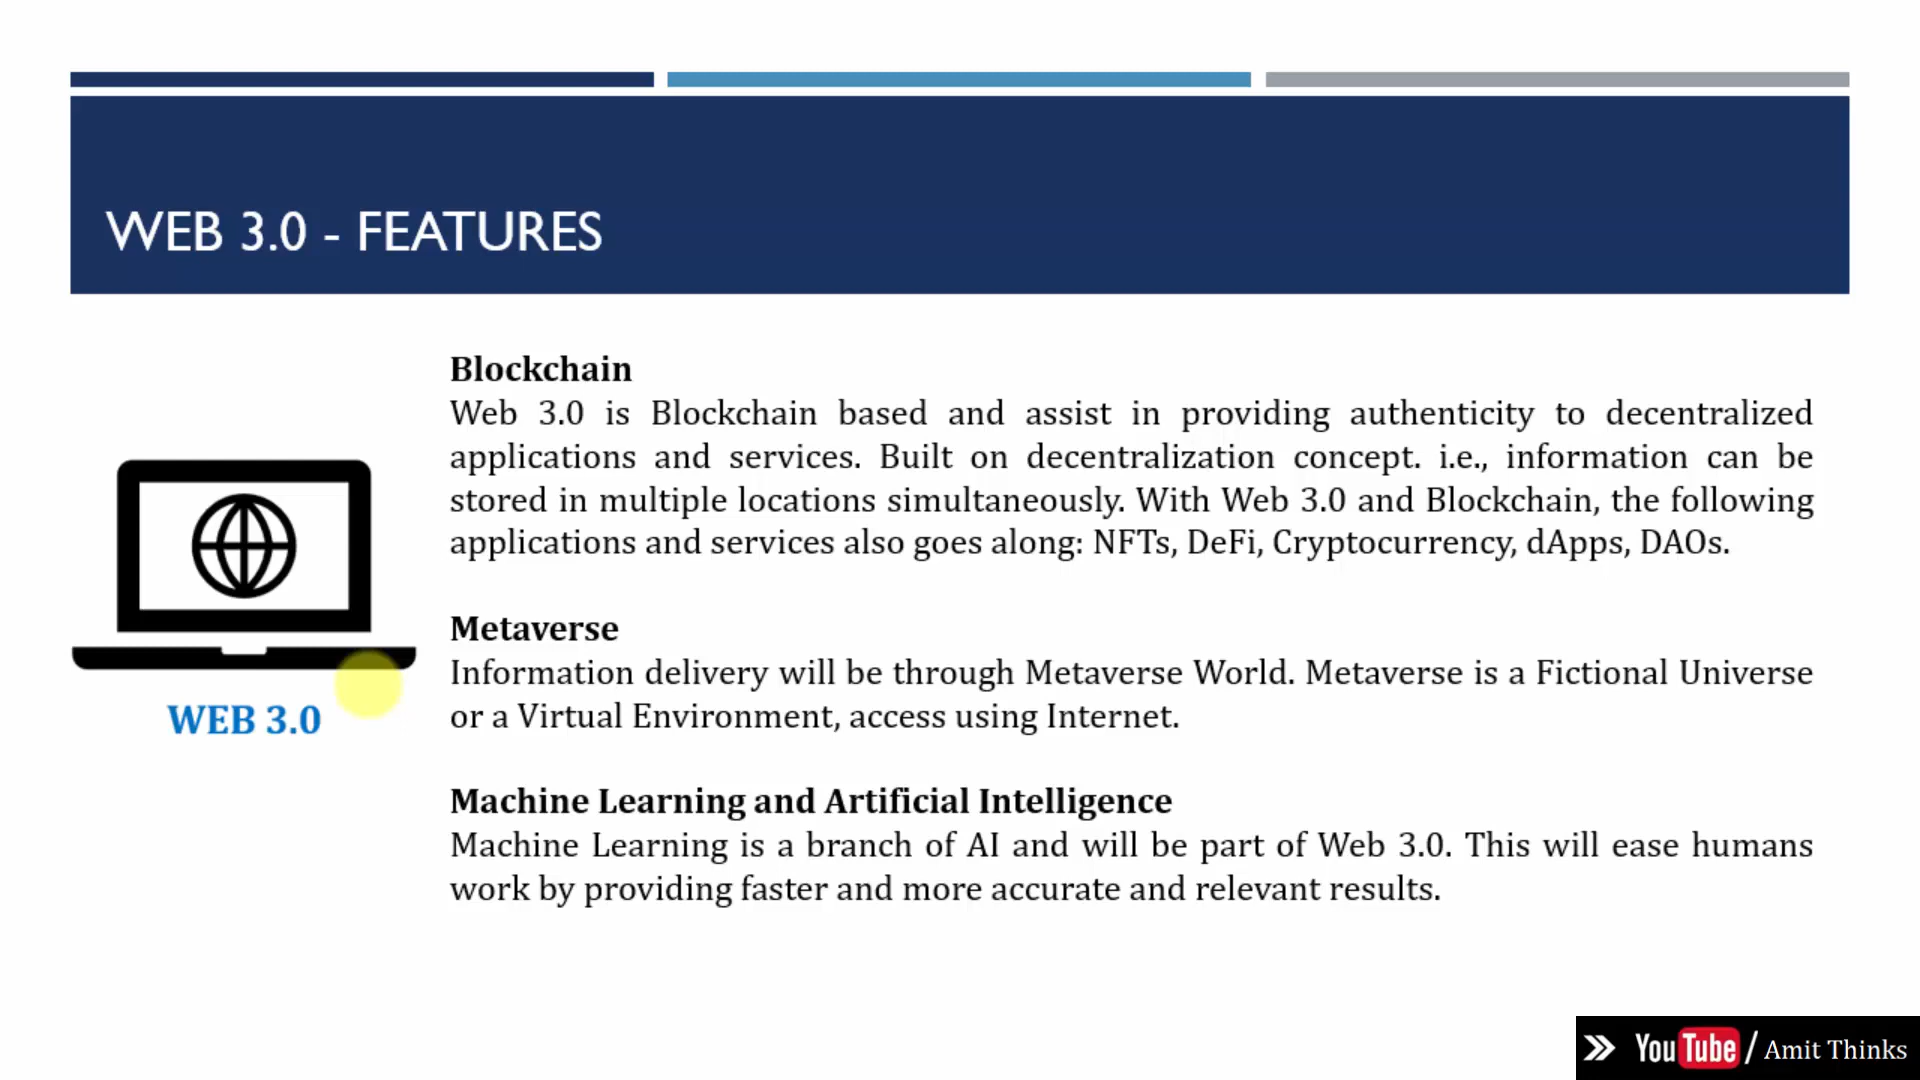 WEB 3.0 - FEATURES
Blockchain
Web 3.0 is Blockchain based and assist in providing authenticity to decentralized
applications and services. Built on decentralization concept. i.e., information can be
stored in multiple locations simultaneously. With Web 3.0 and Blockchain, the following
applications and services also goes along: NFTs, DeFi, Cryptocurrency, dApps, DAOs.
Metaverse
Information delivery will be through Metaverse World. Metaverse is a Fictional Universe
or a Virtual Environment, access using Internet.
WEB 3.0
Machine Learning and Artificial Intelligence
Machine Learning is a branch of AI and will be part of Web 3.0. This will ease humans
work by providing faster and more accurate and relevant results.
YouTube / Amit Thinks